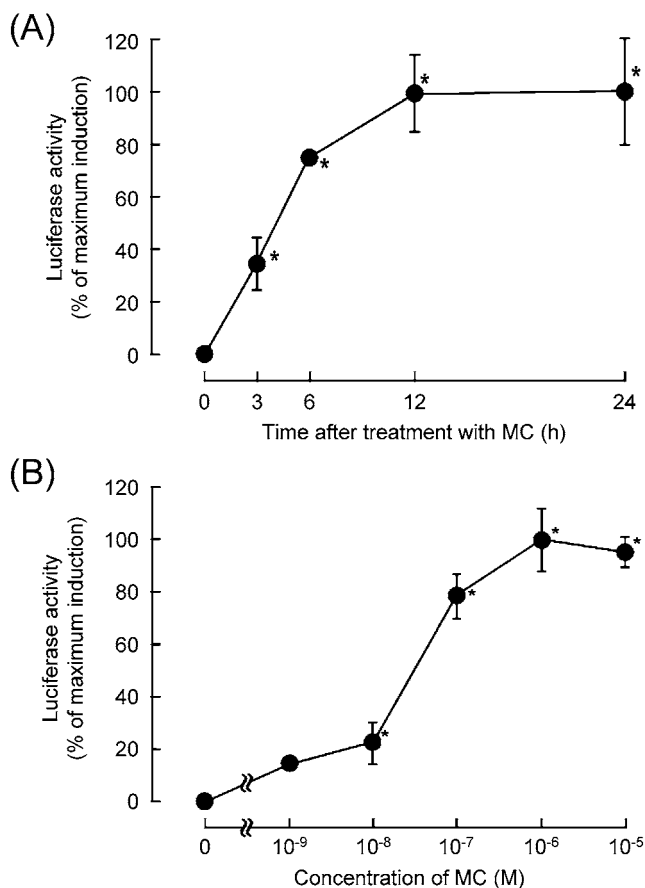 (A)
Luciferase activity
(% of maximum induction)
120
100
80
60
40
20
0
*
*
*
*
0 3 6 12 24
Time after treatment with MC (h)
(B)
Luciferase activity
(% of maximum induction)
120
100
80
60
40
20
0
*
*
*
*
0 10⁻⁹ 10⁻⁸ 10⁻⁷ 10⁻⁶ 10⁻⁵
Concentration of MC (M)